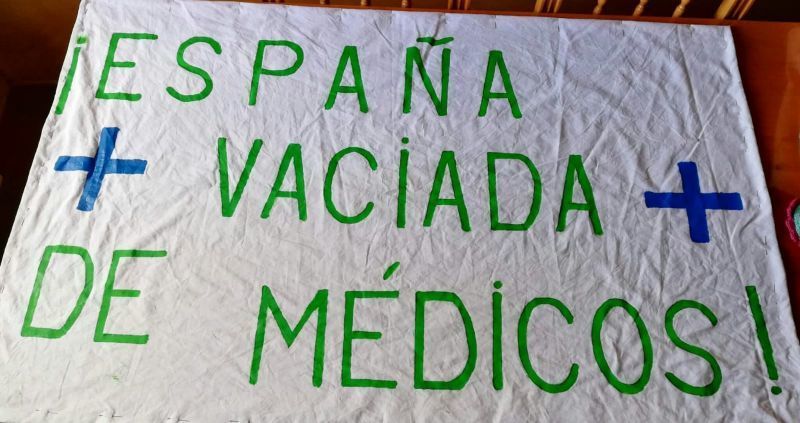 ¡ESPAÑA
+ VACIADA +
DE MÉDICOS!